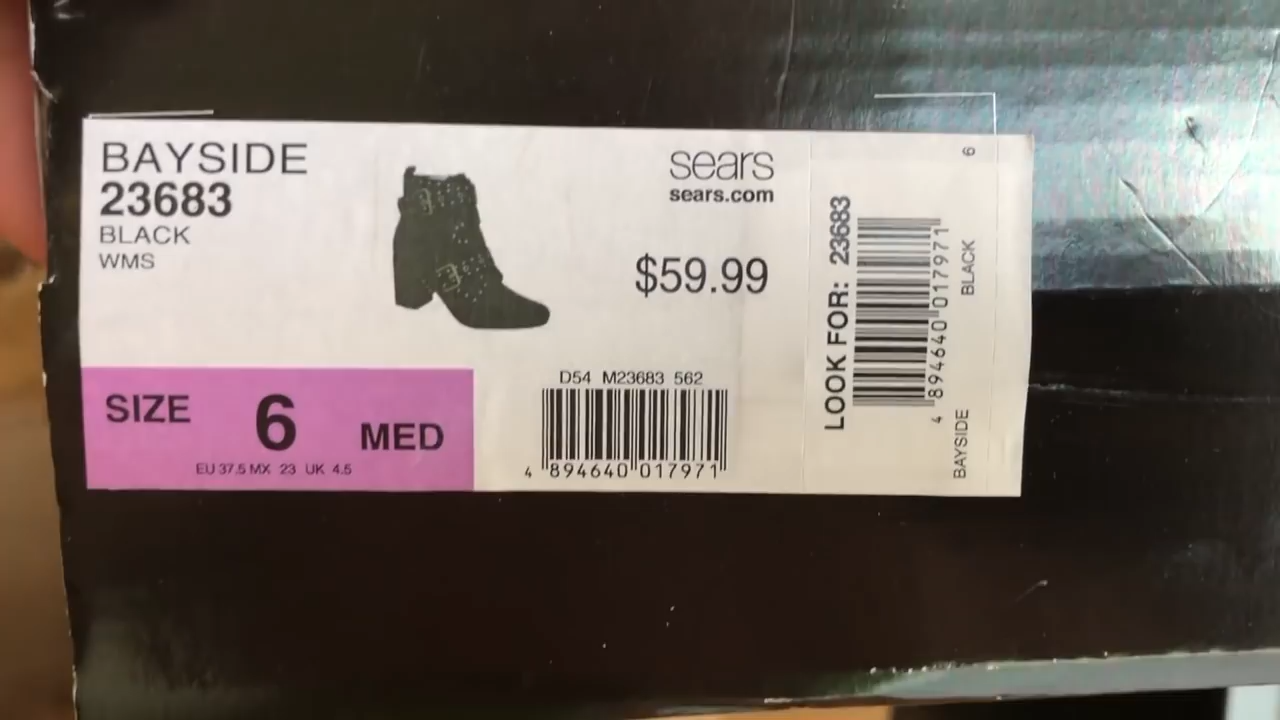 BAYSIDE
23683
BLACK
WMS
sears
sears.com
$59.99
SIZE 6 MED
EU 37.5 MX 23 UK 4.5
D54 M23683 562
4 894640 017971
LOOK FOR: 23683
4 894640 017971
BAYSIDE BLACK 6